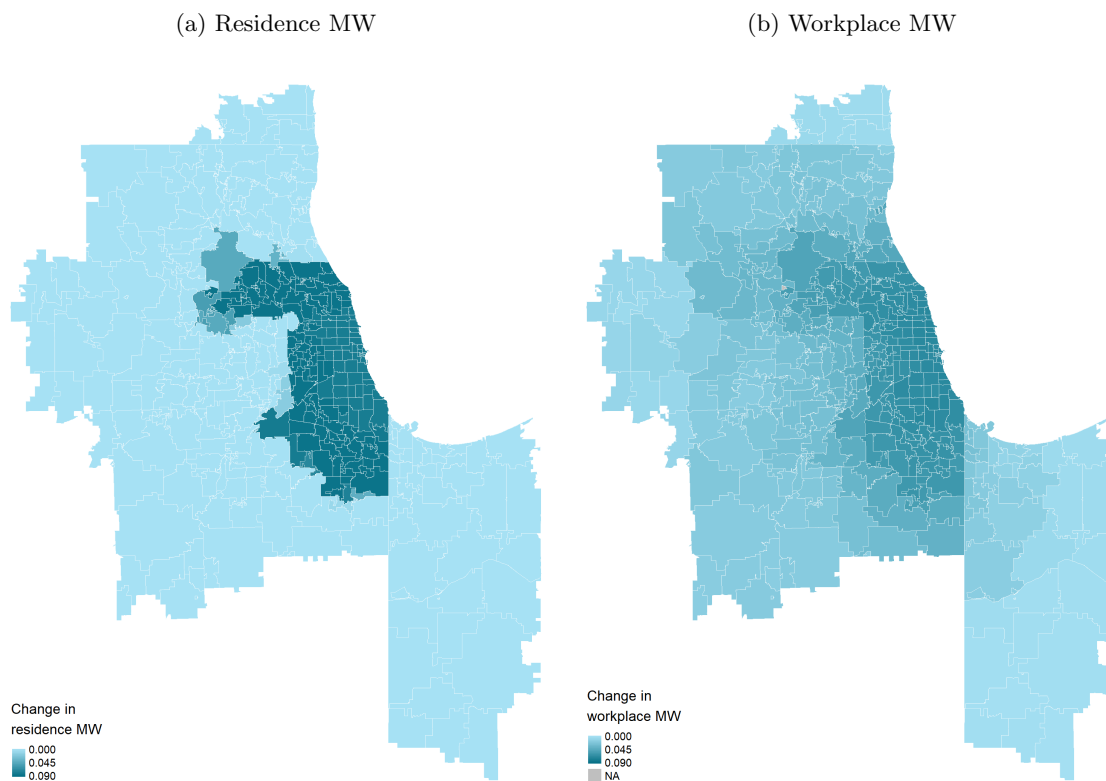 (a) Residence MW
(b) Workplace MW
Change in
residence MW
0.000
0.045
0.090
Change in
workplace MW
0.000
0.045
0.090
NA